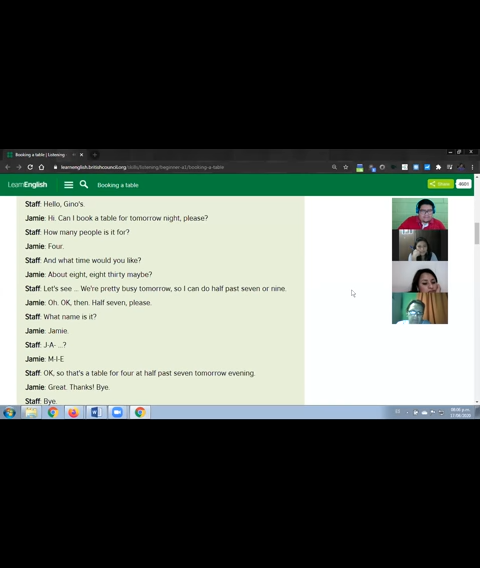 Booking a table | Listening -
learnenglish.britishcouncil.org/skills/listening/beginner-a1/booking-a-table
LearnEnglish
Booking a table
Share
Staff: Hello, Gino's.
Jamie: Hi. Can I book a table for tomorrow night, please?
Staff: How many people is it for?
Jamie: Four.
Staff: And what time would you like?
Jamie: About eight, eight thirty maybe?
Staff: Let's see ... We're pretty busy tomorrow, so I can do half past seven or nine.
Jamie: Oh. OK, then. Half seven, please.
Staff: What name is it?
Jamie: Jamie.
Staff: J-A- ...?
Jamie: M-I-E
Staff: OK, so that's a table for four at half past seven tomorrow evening.
Jamie: Great. Thanks! Bye.
Staff: Bye.